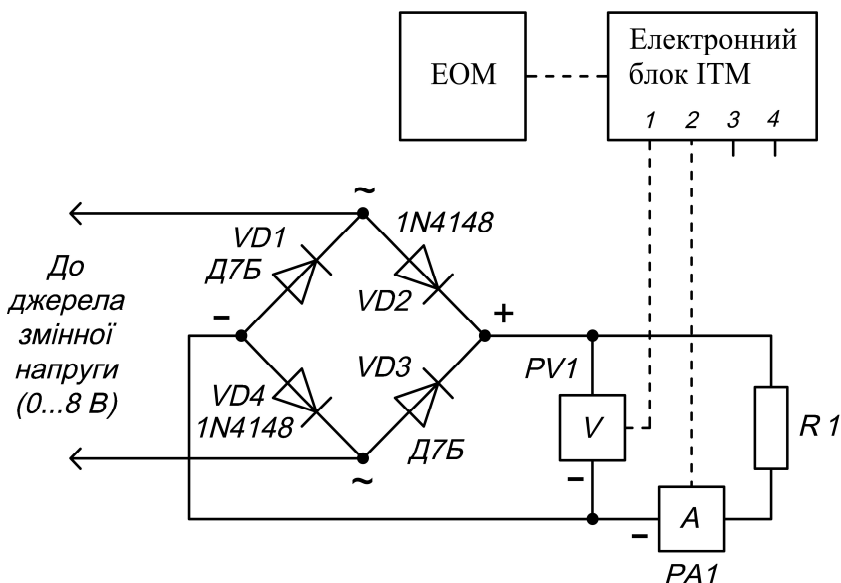 ЕОМ
Електронний
блок ІТМ
1 2 3 4
~
1N4148
VD1
Д7Б
VD2
До
джерела
змінної
напруги
(0...8 В)
–
+
VD3
VD4
1N4148
Д7Б
~
PV1
V
–
R1
A
–
PA1